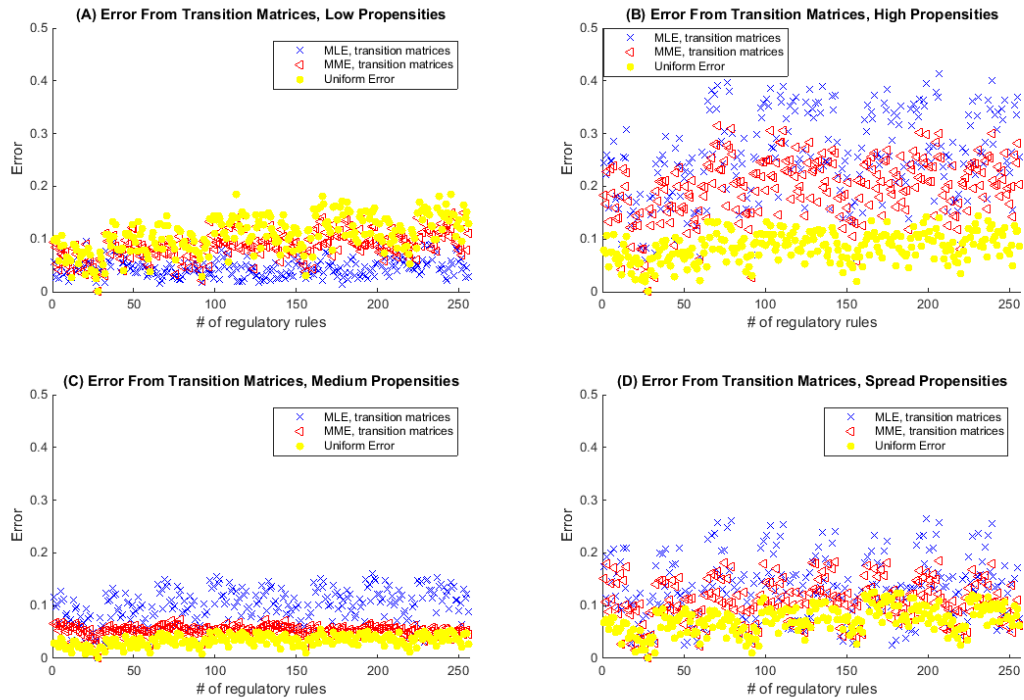 (A) Error From Transition Matrices, Low Propensities
0.5
0.4
0.3
0.2
0.1
0
Error
MLE, transition matrices
MME, transition matrices
Uniform Error
0 50 100 150 200 250
# of regulatory rules
(B) Error From Transition Matrices, High Propensities
0.5
0.4
0.3
0.2
0.1
0
Error
MLE, transition matrices
MME, transition matrices
Uniform Error
0 50 100 150 200 250
# of regulatory rules
(C) Error From Transition Matrices, Medium Propensities
0.5
0.4
0.3
0.2
0.1
0
Error
MLE, transition matrices
MME, transition matrices
Uniform Error
0 50 100 150 200 250
# of regulatory rules
(D) Error From Transition Matrices, Spread Propensities
0.5
0.4
0.3
0.2
0.1
0
Error
MLE, transition matrices
MME, transition matrices
Uniform Error
0 50 100 150 200 250
# of regulatory rules